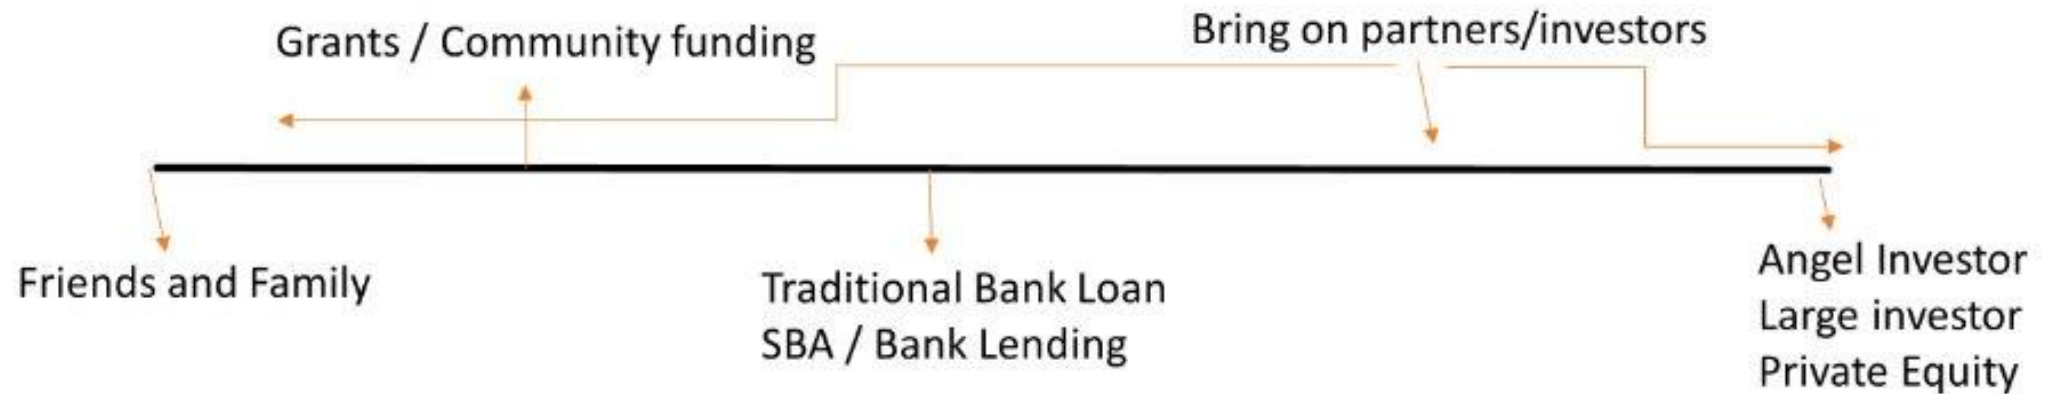 Grants / Community funding
Bring on partners/investors
Friends and Family
Traditional Bank Loan
SBA / Bank Lending
Angel Investor
Large investor
Private Equity